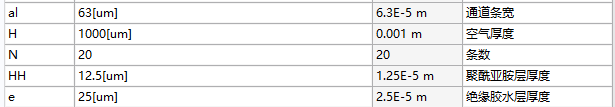 al 63[um] 6.3E-5 m 通道条宽
H 1000[um] 0.001 m 空气厚度
N 20 20 条数
HH 12.5[um] 1.25E-5 m 聚酰亚胺层厚度
e 25[um] 2.5E-5 m 绝缘胶水层厚度